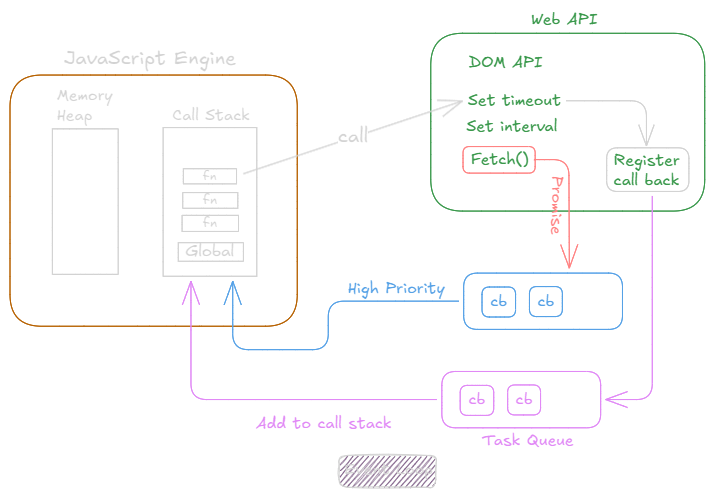 Web API
JavaScript Engine
DOM API
Memory
Heap
Call Stack
Set timeout
Set interval
call
Fetch()
Register
call back
fn
fn
fn
Global
Promise
High Priority
cb
cb
cb
cb
Add to call stack
Task Queue